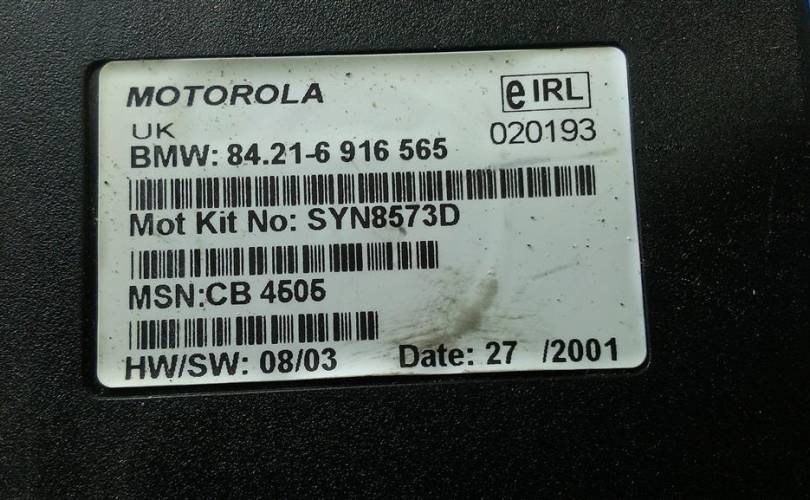 MOTOROLA
e IRL
UK
020193
BMW: 84.21-6 916 565
Mot Kit No: SYN8573D
MSN:CB 4505
HW/SW: 08/03 Date: 27 /2001